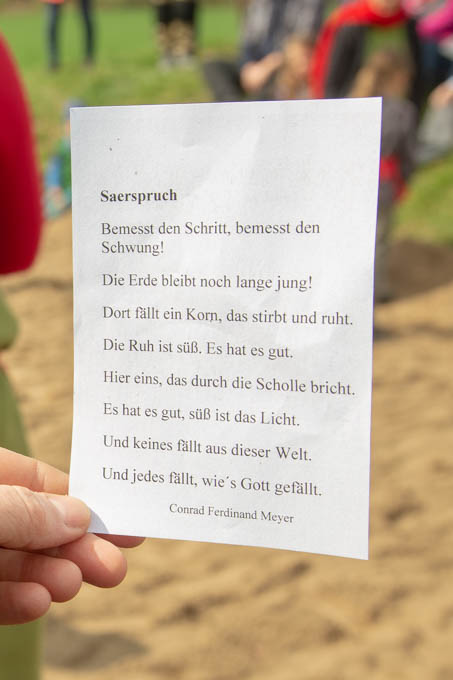 Saerspruch
Bemesst den Schritt, bemesst den
Schwung!
Die Erde bleibt noch lange jung!
Dort fällt ein Korn, das stirbt und ruht.
Die Ruh ist süß. Es hat es gut.
Hier eins, das durch die Scholle bricht.
Es hat es gut, süß ist das Licht.
Und keines fällt aus dieser Welt.
Und jedes fällt, wie´s Gott gefällt.
Conrad Ferdinand Meyer